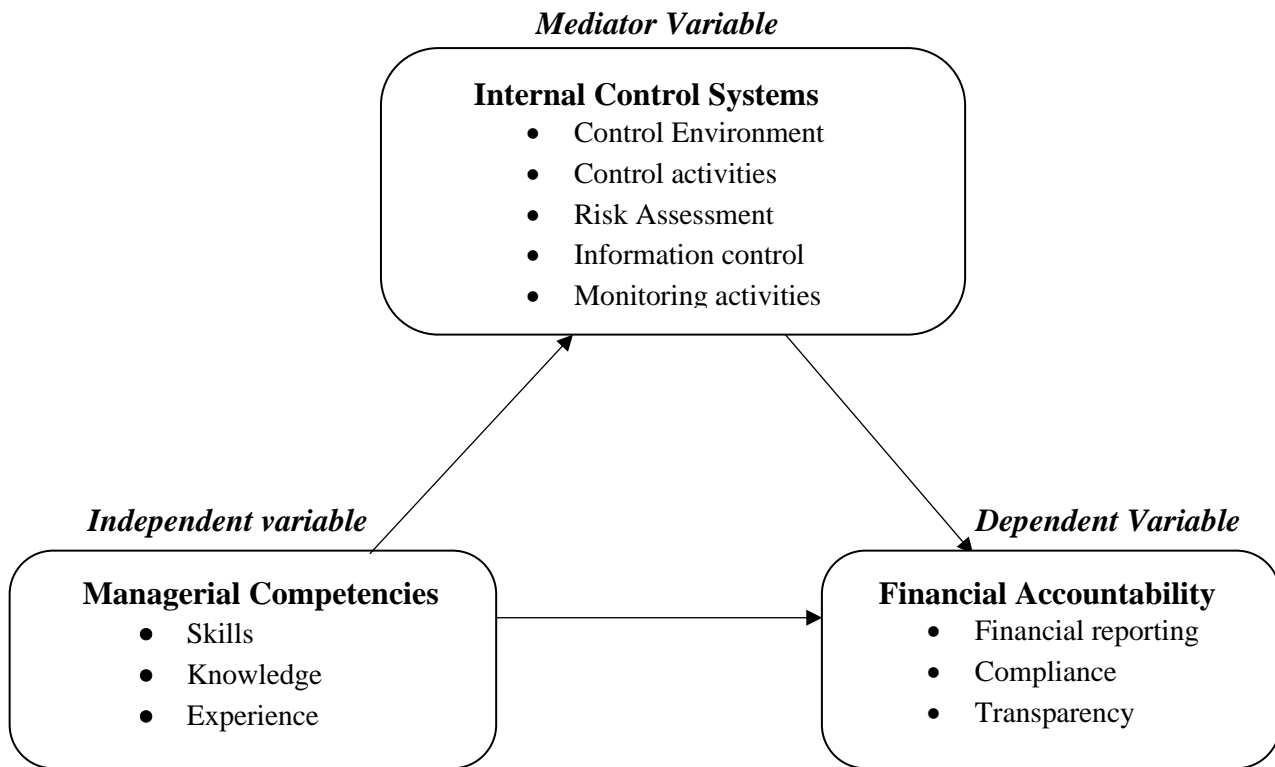 Mediator Variable
Internal Control Systems
• Control Environment
• Control activities
• Risk Assessment
• Information control
• Monitoring activities
Independent variable
Managerial Competencies
• Skills
• Knowledge
• Experience
Dependent Variable
Financial Accountability
• Financial reporting
• Compliance
• Transparency